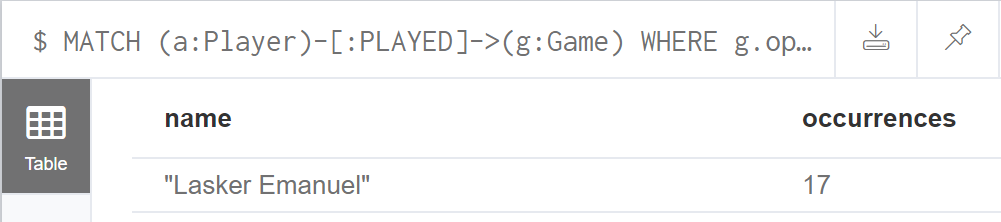 $ MATCH (a:Player)-[:PLAYED]->(g:Game) WHERE g.op…
name occurrences
Table
"Lasker Emanuel" 17